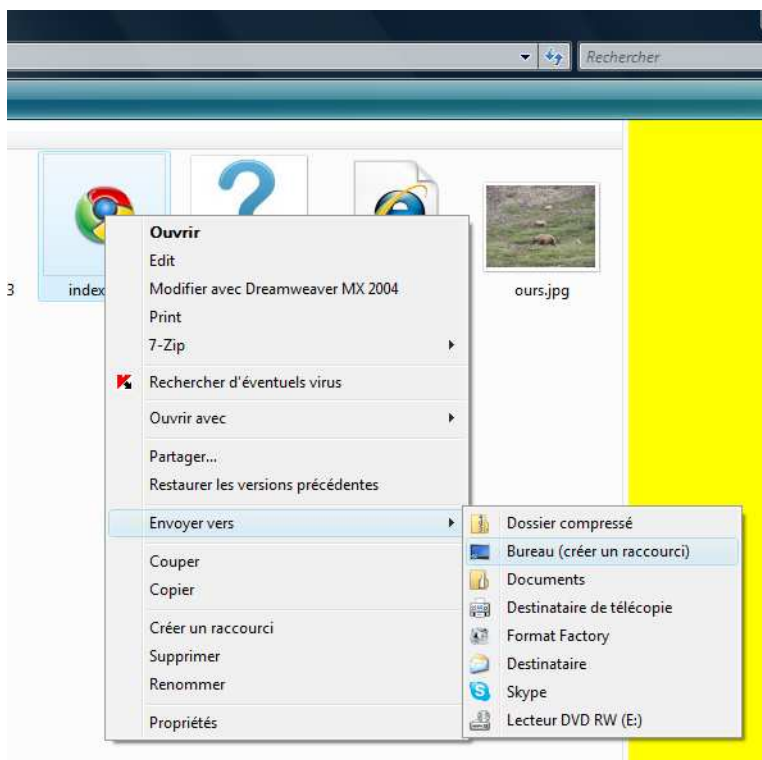 Rechercher
3
index
ours.jpg
Ouvrir
Edit
Modifier avec Dreamweaver MX 2004
Print
7-Zip
Rechercher d'éventuels virus
Ouvrir avec
Partager...
Restaurer les versions précédentes
Envoyer vers
Couper
Copier
Créer un raccourci
Supprimer
Renommer
Propriétés
Dossier compressé
Bureau (créer un raccourci)
Documents
Destinataire de télécopie
Format Factory
Destinataire
Skype
Lecteur DVD RW (E:)